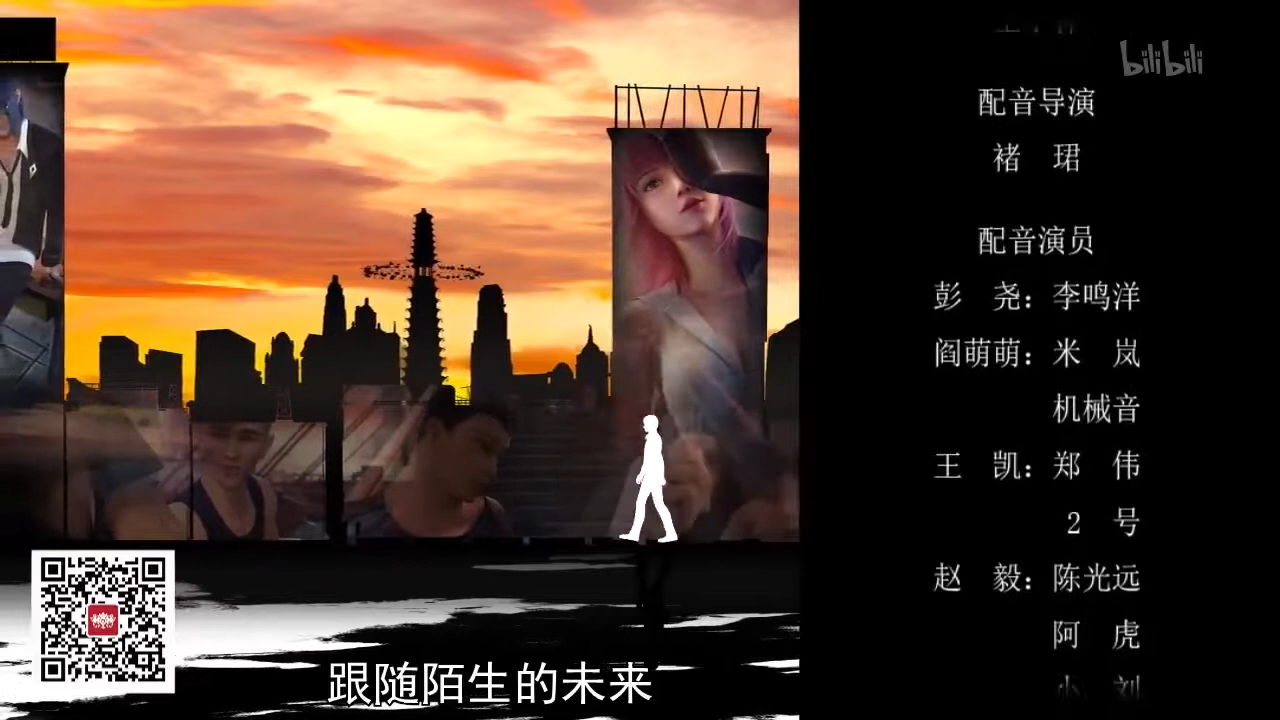 bilibili
配音导演
褚 珺
配音演员
彭 尧：李鸣洋
阎萌萌：米 岚
机械音
王 凯：郑 伟
2 号
赵 毅：陈光远
阿 虎
小 刘
跟随陌生的未来